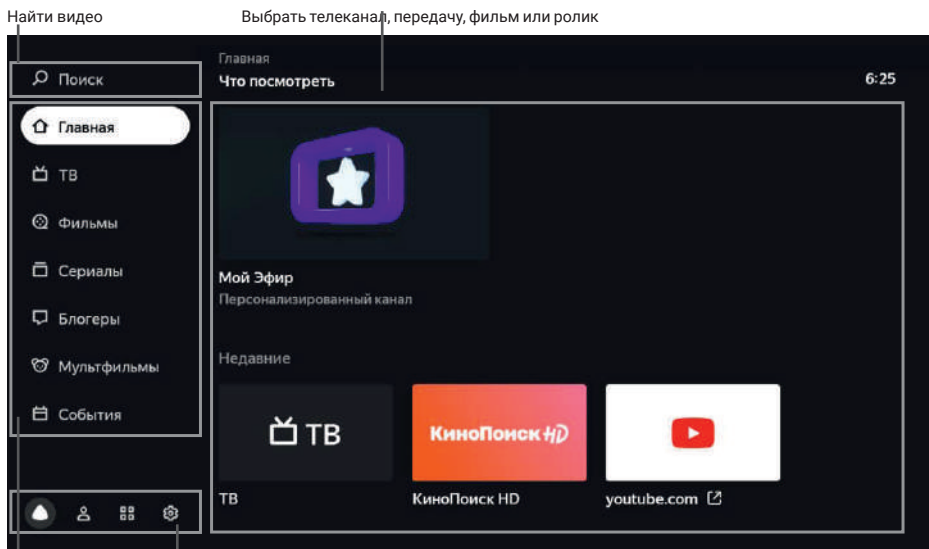 Найти видео
Выбрать телеканал, передачу, фильм или ролик
Поиск
Главная
Что посмотреть
6:25
Главная
ТВ
Фильмы
Сериалы
Блогеры
Мультфильмы
События
Мой Эфир
Персонализированный канал
Недавние
ТВ
КиноПоиск HD
ТВ
КиноПоиск HD
youtube.com